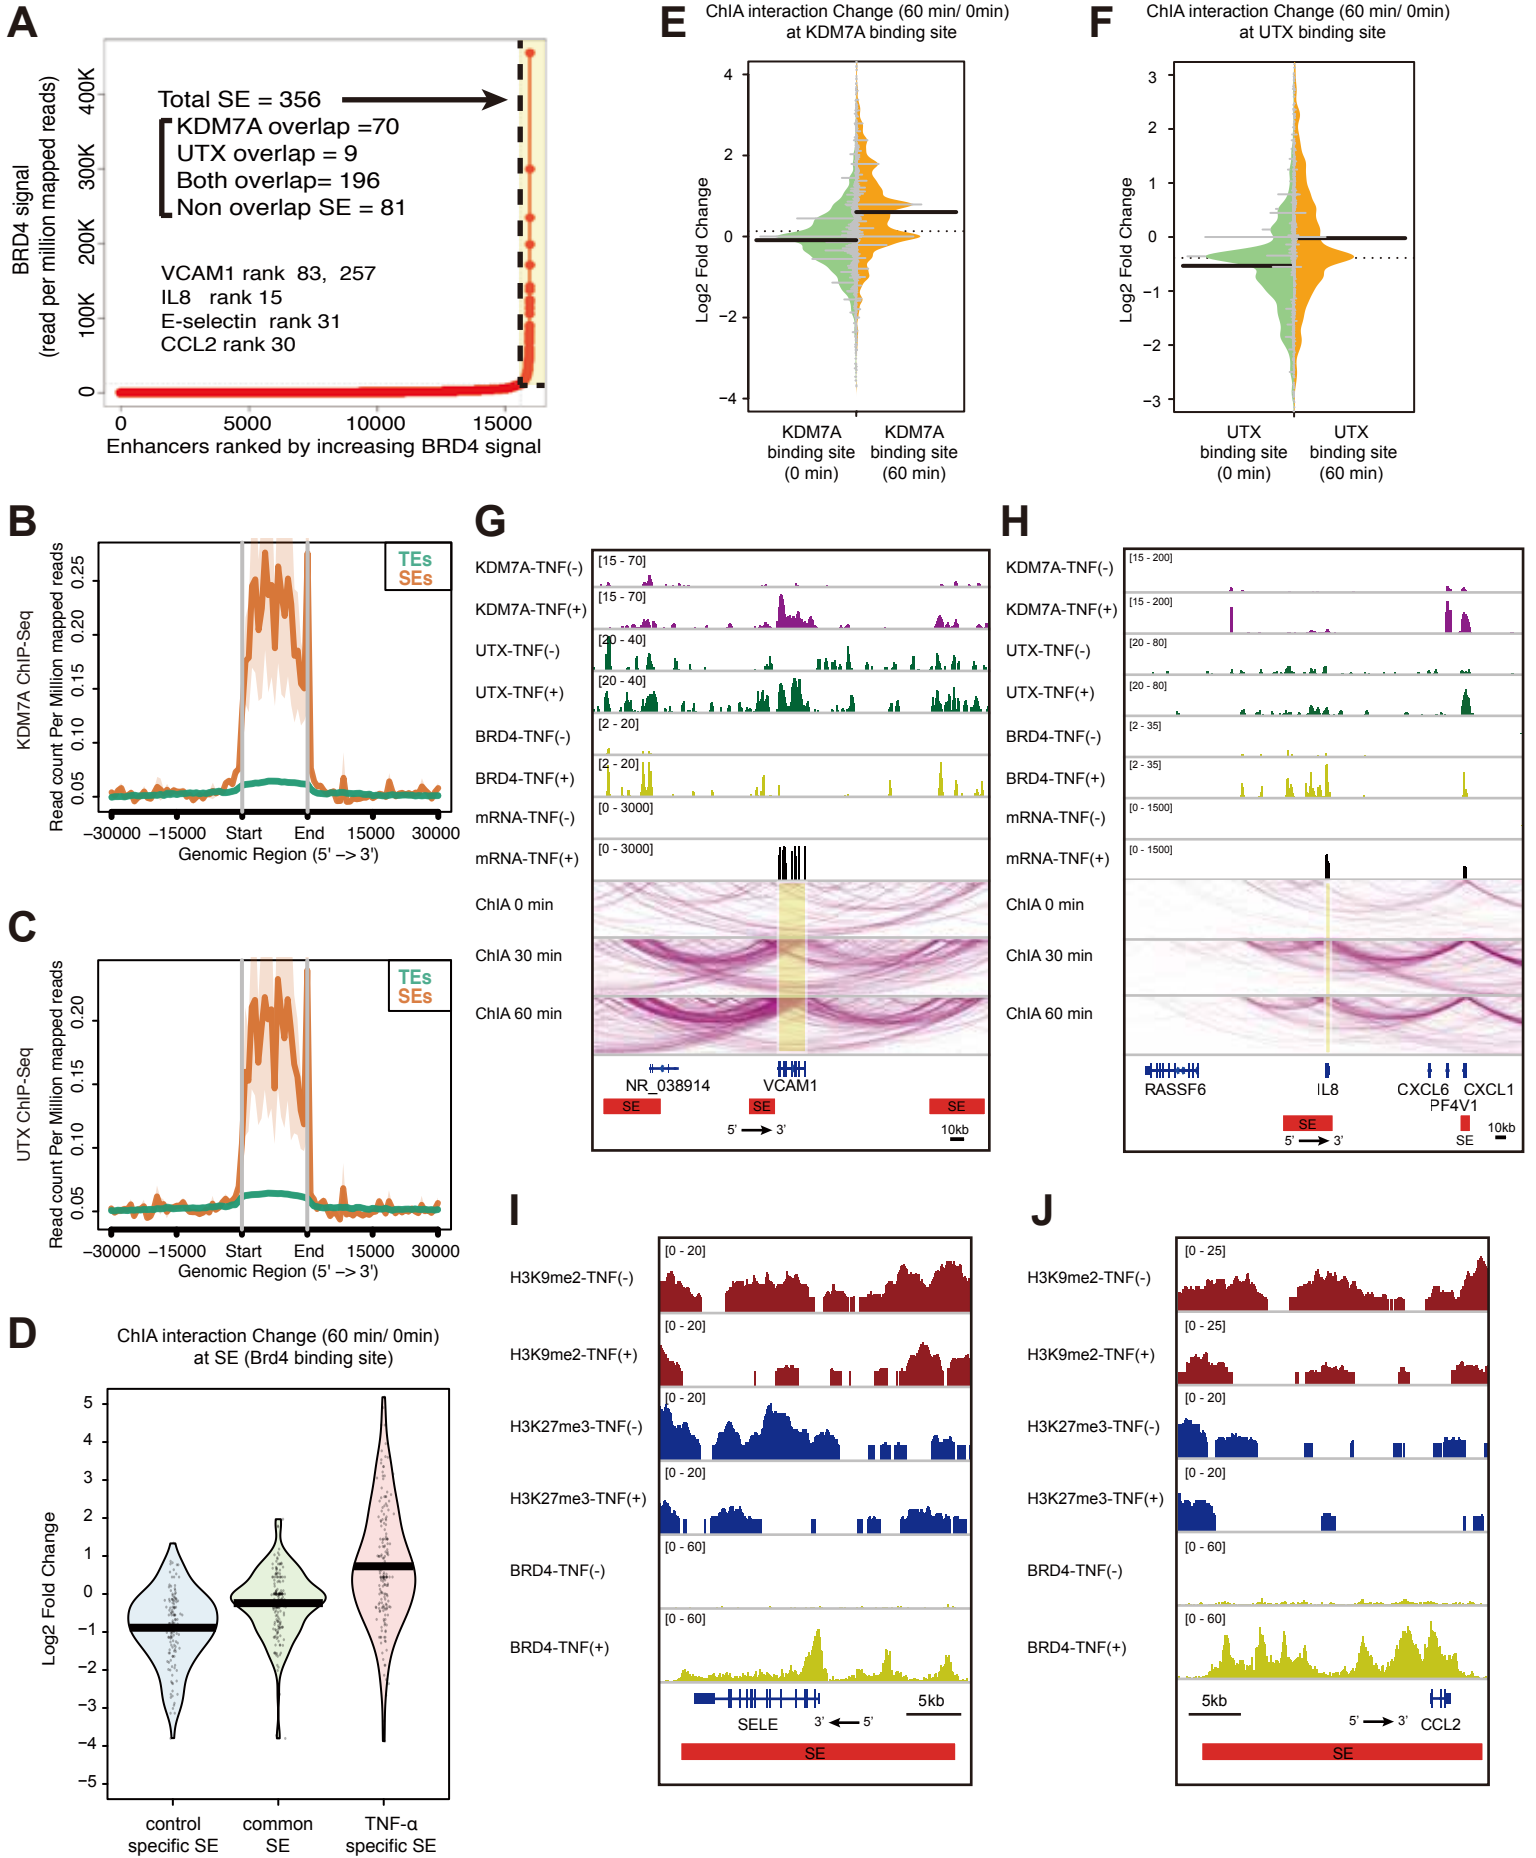 A
BRD4 signal
(read per million mapped reads)
400K
300K
200K
100K
0
Total SE = 356
KDM7A overlap =70
UTX overlap = 9
Both overlap= 196
Non overlap SE = 81
VCAM1 rank 83, 257
IL8 rank 15
E-selectin rank 31
CCL2 rank 30
0 5000 10000 15000
Enhancers ranked by increasing BRD4 signal
B
KDM7A ChIP-Seq
Read count Per Million mapped reads
0.25
0.20
0.15
0.10
0.05
TEs
SEs
−30000 −15000 Start End 15000 30000
Genomic Region (5' −> 3')
C
UTX ChIP-Seq
Read count Per Million mapped reads
0.20
0.15
0.10
0.05
TEs
SEs
−30000 −15000 Start End 15000 30000
Genomic Region (5' −> 3')
D
ChIA interaction Change (60 min/ 0min)
at SE (Brd4 binding site)
Log2 Fold Change
5
4
3
2
1
0
−1
−2
−3
−4
−5
control
specific SE
common
SE
TNF-α
specific SE
E
ChIA interaction Change (60 min/ 0min)
at KDM7A binding site
Log2 Fold Change
4
2
0
−2
−4
KDM7A
binding site
(0 min)
KDM7A
binding site
(60 min)
F
ChIA interaction Change (60 min/ 0min)
at UTX binding site
Log2 Fold Change
3
2
1
0
−1
−2
−3
UTX
binding site
(0 min)
UTX
binding site
(60 min)
G
KDM7A-TNF(-) [15 - 70]
KDM7A-TNF(+) [15 - 70]
UTX-TNF(-) [20 - 40]
UTX-TNF(+) [20 - 40]
BRD4-TNF(-) [2 - 20]
BRD4-TNF(+) [2 - 20]
mRNA-TNF(-) [0 - 3000]
mRNA-TNF(+) [0 - 3000]
ChIA 0 min
ChIA 30 min
ChIA 60 min
NR_038914 VCAM1
SE SE SE
5' 3' 10kb
H
KDM7A-TNF(-) [15 - 200]
KDM7A-TNF(+) [15 - 200]
UTX-TNF(-) [20 - 80]
UTX-TNF(+) [20 - 80]
BRD4-TNF(-) [2 - 35]
BRD4-TNF(+) [2 - 35]
mRNA-TNF(-) [0 - 1500]
mRNA-TNF(+) [0 - 1500]
ChIA 0 min
ChIA 30 min
ChIA 60 min
RASSF6 IL8 CXCL6 CXCL1
PF4V1
SE 10kb
5' 3' SE
I
H3K9me2-TNF(-) [0 - 20]
H3K9me2-TNF(+) [0 - 20]
H3K27me3-TNF(-) [0 - 20]
H3K27me3-TNF(+) [0 - 20]
BRD4-TNF(-) [0 - 60]
BRD4-TNF(+) [0 - 60]
5kb
SELE 3' 5'
SE
J
H3K9me2-TNF(-) [0 - 25]
H3K9me2-TNF(+) [0 - 25]
H3K27me3-TNF(-) [0 - 20]
H3K27me3-TNF(+) [0 - 20]
BRD4-TNF(-) [0 - 60]
BRD4-TNF(+) [0 - 60]
5kb
5' 3' CCL2
SE